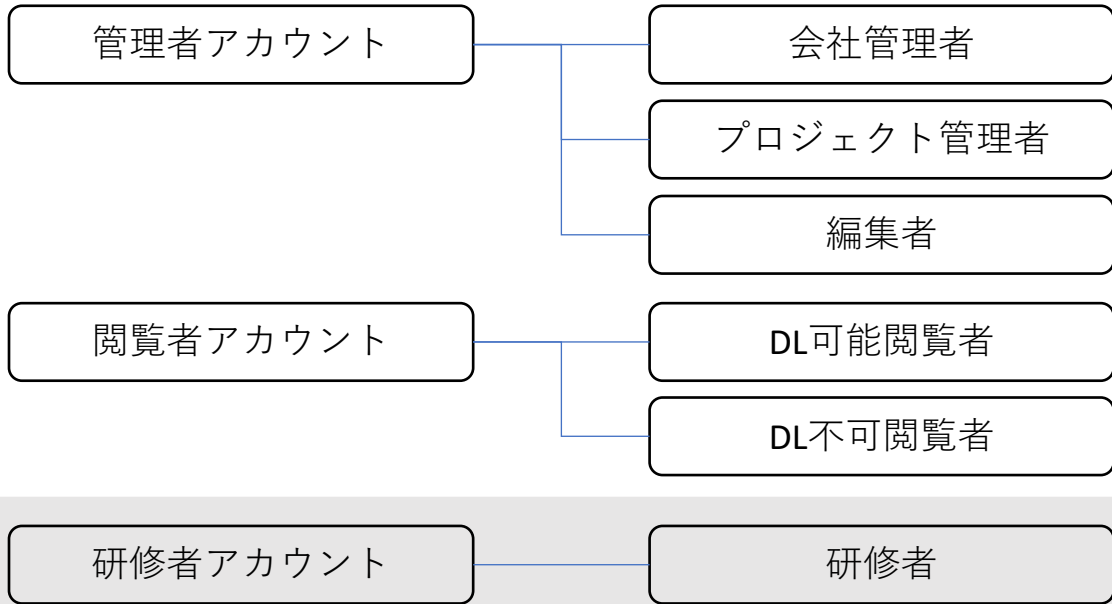 管理者アカウント
会社管理者
プロジェクト管理者
編集者
閲覧者アカウント
DL可能閲覧者
DL不可閲覧者
研修者アカウント
研修者